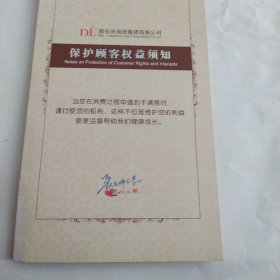 DL 胖东来商贸集团有限公司
保护顾客权益须知
Notes on Protection of Customer Rights and Interests
当您在消费过程中遇到不满意时,
请行使您的权利,这样不但是维护您的利益
更是监督帮助我们健康成长。